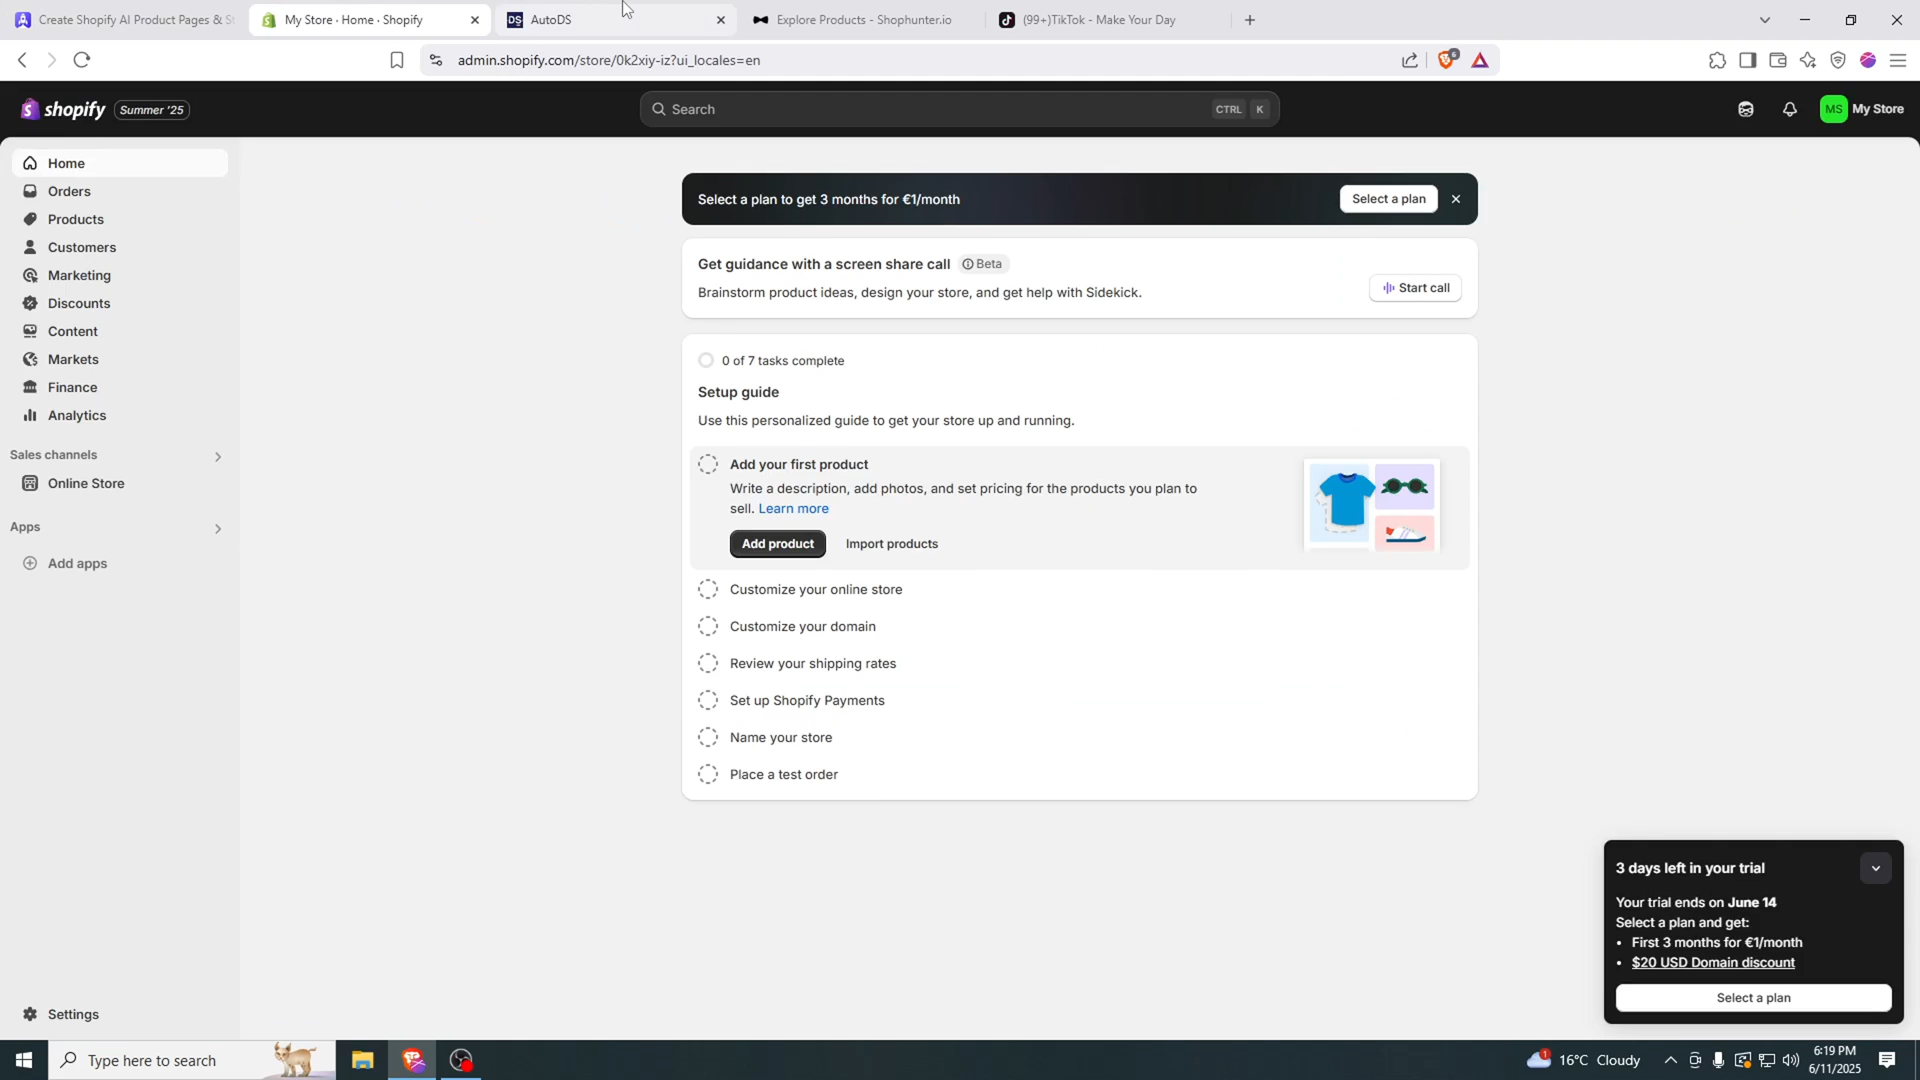 Create Shopify AI Product Pages & St
My Store · Home · Shopify
AutoDS
Explore Products - Shophunter.io
(99+)TikTok - Make Your Day
admin.shopify.com/store/0k2xiy-iz?ui_locales=en
6
shopify
Summer '25
Search
CTRL
K
MS
My Store
Home
Orders
Products
Customers
Marketing
Discounts
Content
Markets
Finance
Analytics
Sales channels
Online Store
Apps
Add apps
Settings
Select a plan to get 3 months for €1/month
Select a plan
Get guidance with a screen share call
Beta
Brainstorm product ideas, design your store, and get help with Sidekick.
Start call
0 of 7 tasks complete
Setup guide
Use this personalized guide to get your store up and running.
Add your first product
Write a description, add photos, and set pricing for the products you plan to
sell. Learn more
Add product
Import products
Customize your online store
Customize your domain
Review your shipping rates
Set up Shopify Payments
Name your store
Place a test order
3 days left in your trial
Your trial ends on June 14
Select a plan and get:
• First 3 months for €1/month
• $20 USD Domain discount
Select a plan
Type here to search
1
16°C Cloudy
6:19 PM
6/11/2025